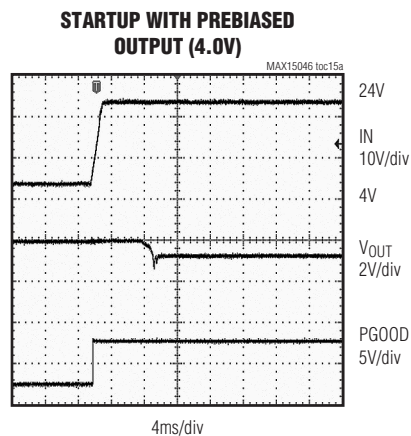 STARTUP WITH PREBIASED
OUTPUT (4.0V)
MAX15046 toc15a
24V
IN
10V/div
4V
VOUT
2V/div
PGOOD
5V/div
4ms/div